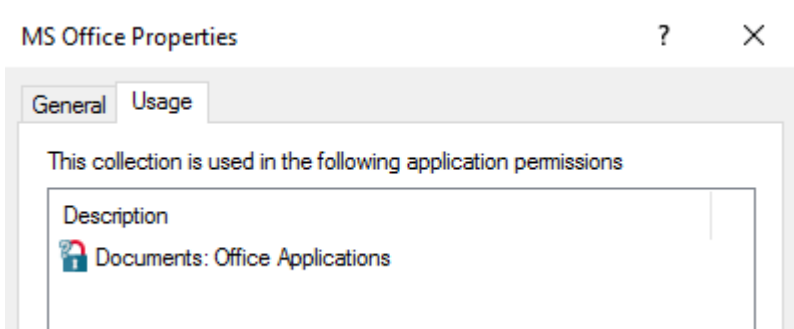 MS Office Properties ?
General Usage
This collection is used in the following application permissions
Description
Documents: Office Applications